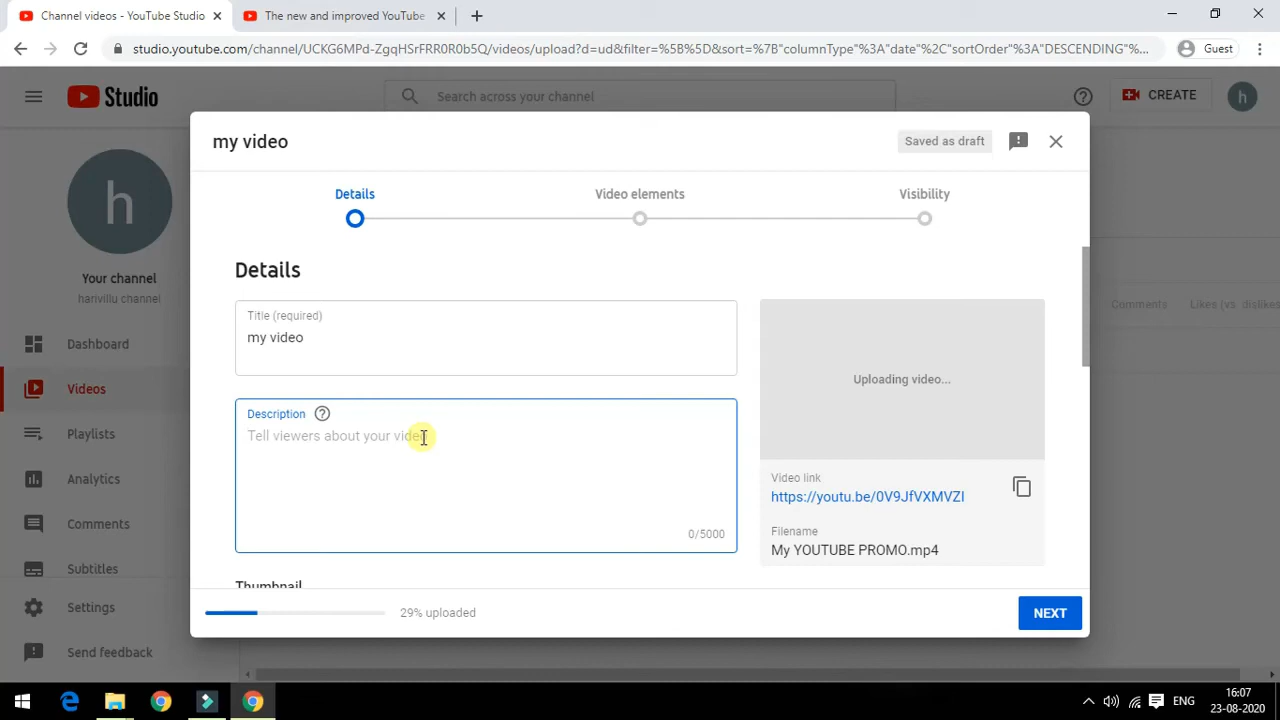 Channel videos - YouTube Studio
The new and improved YouTube
studio.youtube.com/channel/UCKG6MPd-ZgqHSrFRR0R0b5Q/videos/upload?d=ud&filter=%5B%5D&sort=%7B"columnType"%3A"date"%2C"sortOrder"%3A"DESCENDING"%...
Guest
Studio
Search across your channel
CREATE
h
my video
Saved as draft
Details
Video elements
Visibility
h
Your channel
harivillu channel
Dashboard
Videos
Playlists
Analytics
Comments
Subtitles
Settings
Send feedback
Details
Title (required)
my video
Description
Tell viewers about your video
0/5000
Thumbnail
Uploading video...
Video link
https://youtu.be/0V9JfVXMVZI
Filename
My YOUTUBE PROMO.mp4
Comments
Likes (vs. dislikes
29% uploaded
NEXT
ENG
16:07
23-08-2020